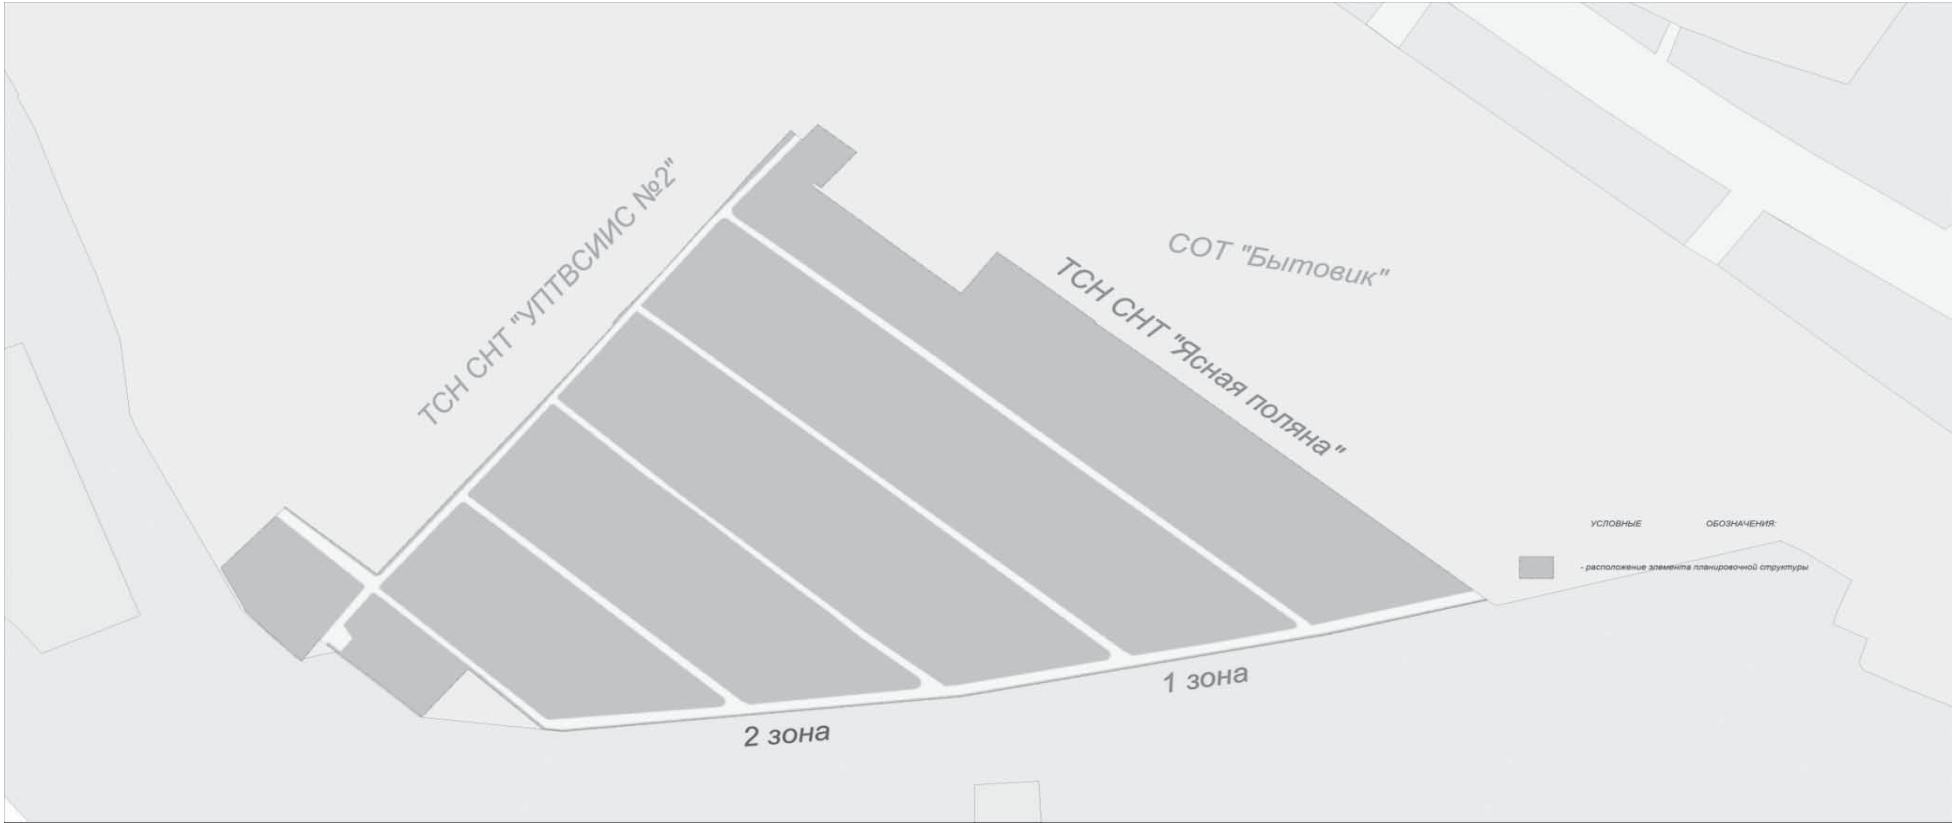 ТСН СНТ "УПТВСИИС №2"
СОТ "Бытовик"
ТСН СНТ "Ясная поляна"
УСЛОВНЫЕ ОБОЗНАЧЕНИЯ:
- расположение элемента планировочной структуры
1 зона
2 зона